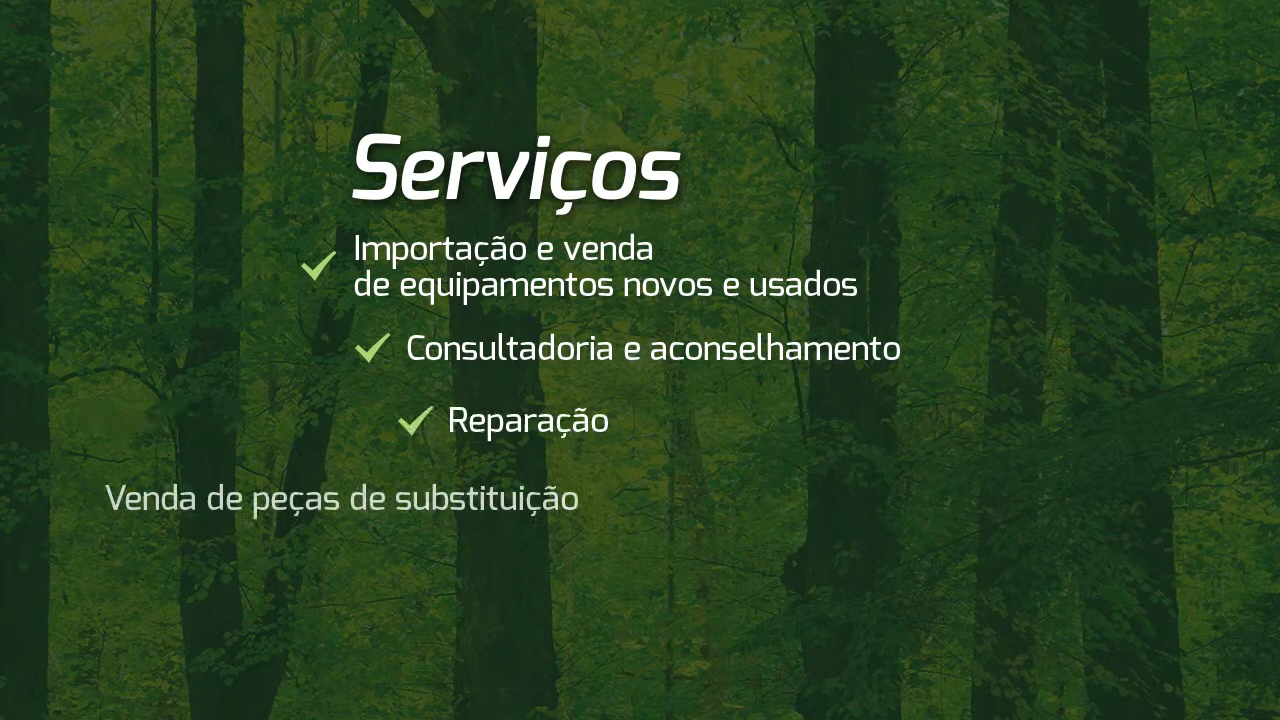 Serviços
Importação e venda
de equipamentos novos e usados
Consultadoria e aconselhamento
Reparação
Venda de peças de substituição